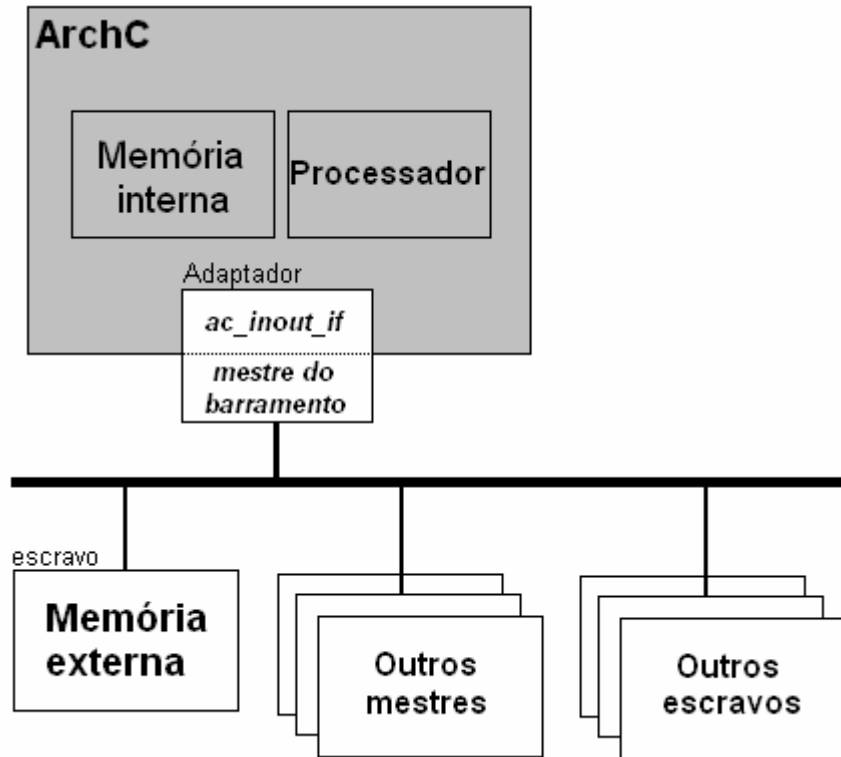 ArchC
Memória
interna
Processador
Adaptador
ac_inout_if
mestre do
barramento
escravo
Memória
externa
Outros
mestres
Outros
escravos